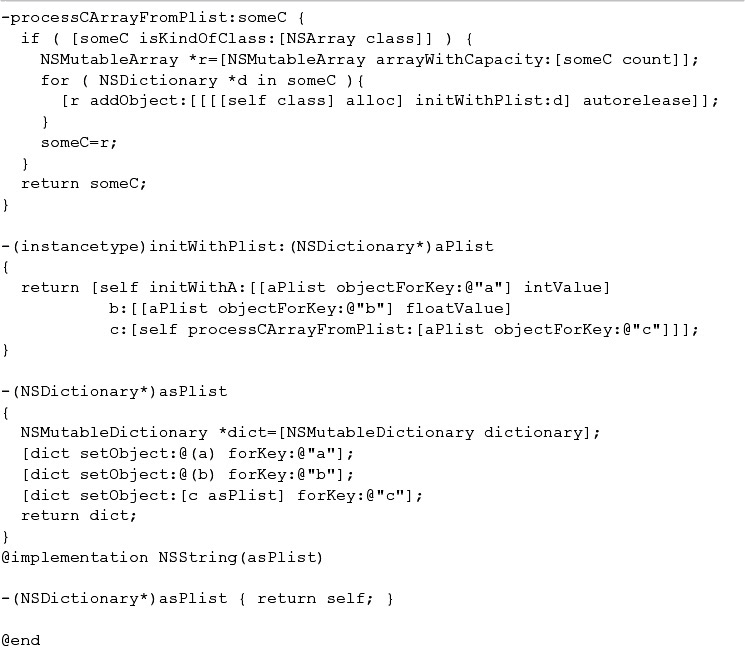 -processCArrayFromPlist:someC {
  if ( [someC isKindOfClass:[NSArray class]] ) {
    NSMutableArray *r=[NSMutableArray arrayWithCapacity:[someC count]];
    for ( NSDictionary *d in someC ){
      [r addObject:[[[[self class] alloc] initWithPlist:d] autorelease]];
    }
    someC=r;
  }
  return someC;
}

-(instancetype)initWithPlist:(NSDictionary*)aPlist
{
  return [self initWithA:[[aPlist objectForKey:@"a"] intValue]
           b:[[aPlist objectForKey:@"b"] floatValue]
           c:[self processCArrayFromPlist:[aPlist objectForKey:@"c"]]];
}

-(NSDictionary*)asPlist
{
  NSMutableDictionary *dict=[NSMutableDictionary dictionary];
  [dict setObject:@(a) forKey:@"a"];
  [dict setObject:@(b) forKey:@"b"];
  [dict setObject:[c asPlist] forKey:@"c"];
  return dict;
}
@implementation NSString(asPlist)

-(NSDictionary*)asPlist { return self; }

@end